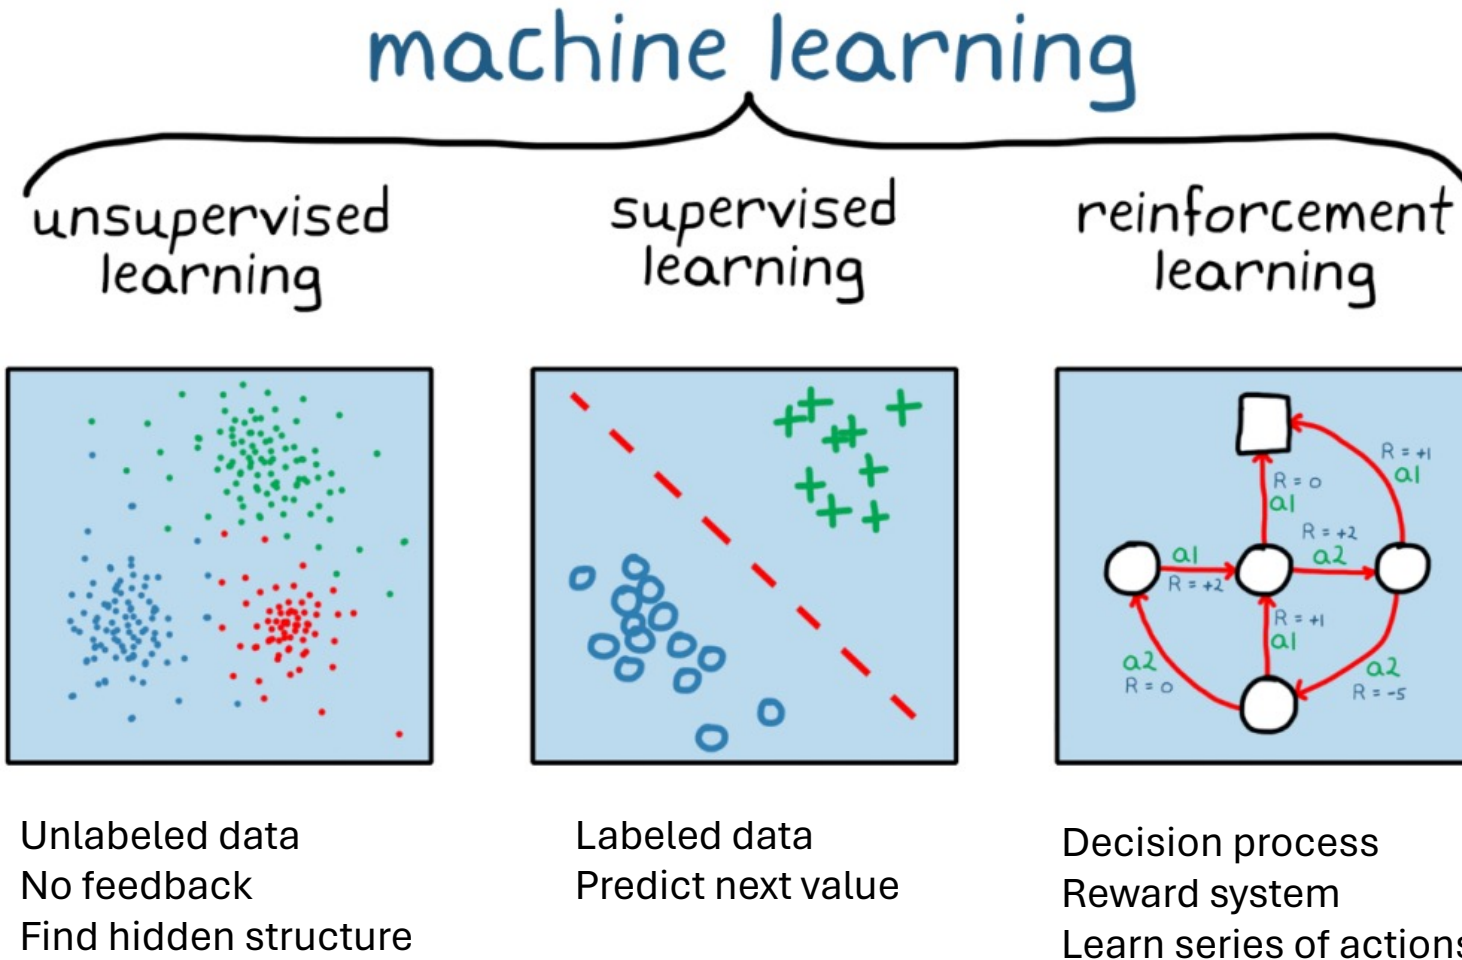 machine learning
unsupervised
learning
supervised
learning
reinforcement
learning
R = 0
a1
R = +1
a1
R = +2
a2
a1
R = +2
R = +1
a1
a2
R = 0
a2
R = -5
Unlabeled data
No feedback
Find hidden structure
Labeled data
Predict next value
Decision process
Reward system
Learn series of actions